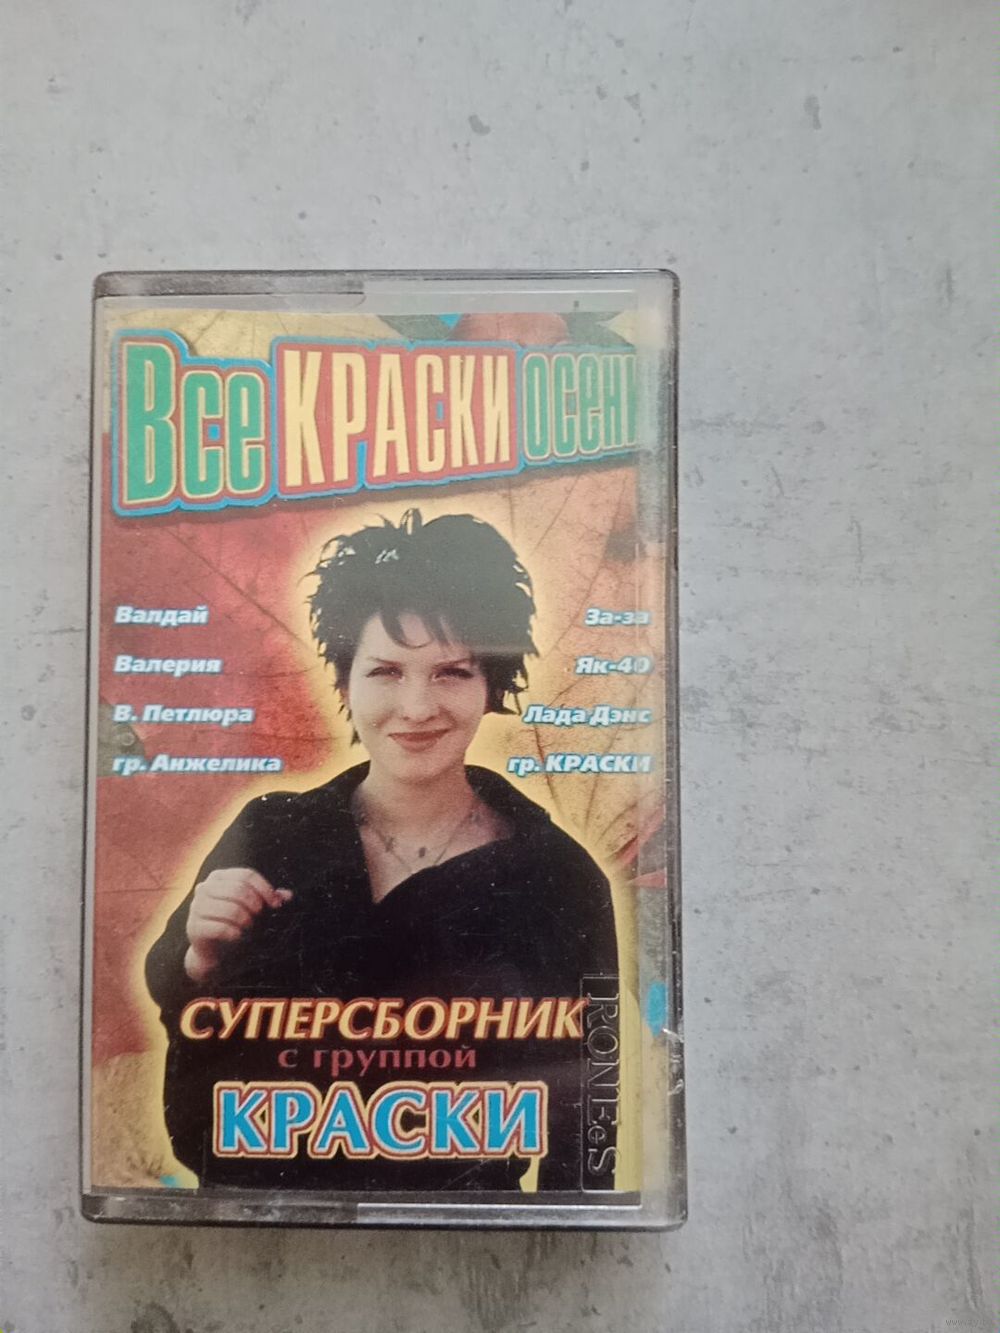 Все КРАСКИ осени
Валдай
За-за
Валерия
Як-40
В. Петлюра
Лада Дэнс
гр. Анжелика
гр. КРАСКИ
СУПЕРСБОРНИК
с группой
КРАСКИ
RONEeS